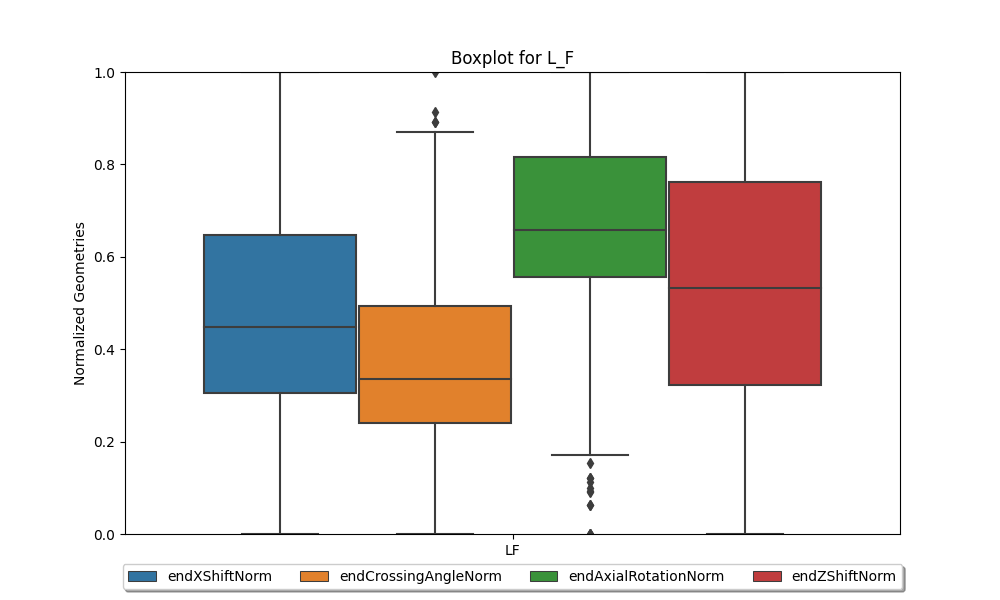 Boxplot for L_F
1.0
0.8
0.6
0.4
0.2
0.0
Normalized Geometries
LF
endXShiftNorm endCrossingAngleNorm endAxialRotationNorm endZShiftNorm